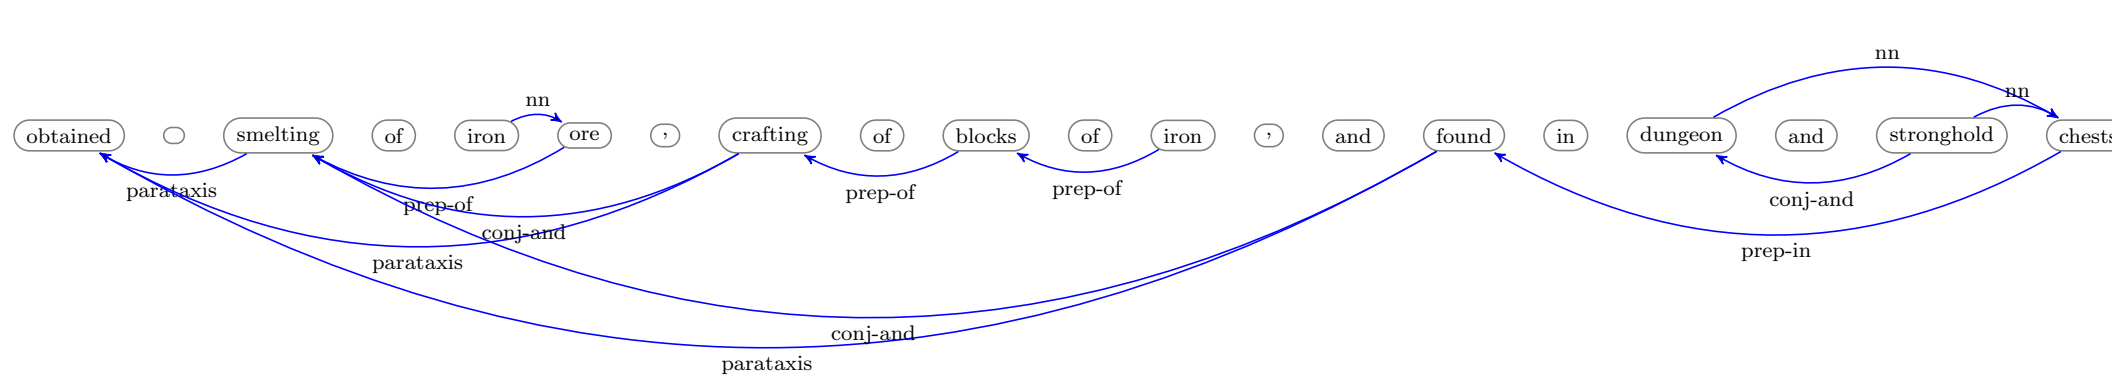 nn
nn nn
obtained smelting of iron ore , crafting of blocks of iron , and found in dungeon and stronghold chests
parataxis prep-of prep-of prep-of conj-and
conj-and
parataxis prep-in
conj-and
parataxis